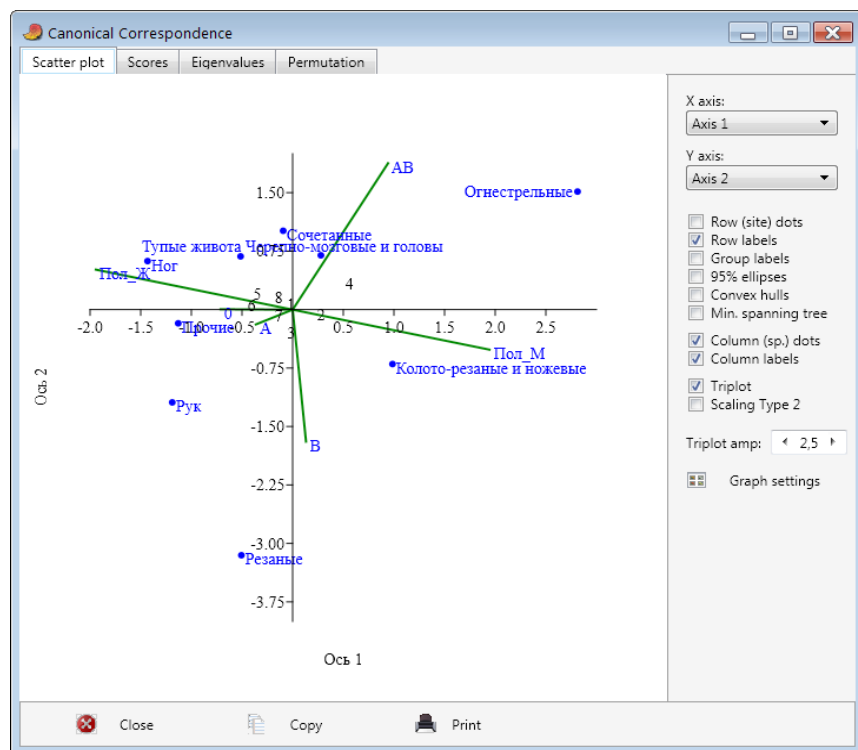 Canonical Correspondence
Scatter plot Scores Eigenvalues Permutation
X axis:
Axis 1
Y axis:
Axis 2
Row (site) dots
Row labels
Group labels
95% ellipses
Convex hulls
Min. spanning tree
Column (sp.) dots
Column labels
Triplot
Scaling Type 2
Triplot amp: 2,5
Graph settings
AB
1.50
Огнестрельные
Сочетанные
Тупые живота Черепно-мозговые и головы
0.75
Ног
Пол_Ж
4
5 8 1
6
-2.0 -1.5 -1.0 -0.5 0.5 1.0 1.5 2.0 2.5
0 7 2
Прочие A 3
Пол_М
-0.75
Колото-резаные и ножевые
Ось 2
Рук
-1.50
B
-2.25
-3.00
Резаные
-3.75
Ось 1
Close Copy Print